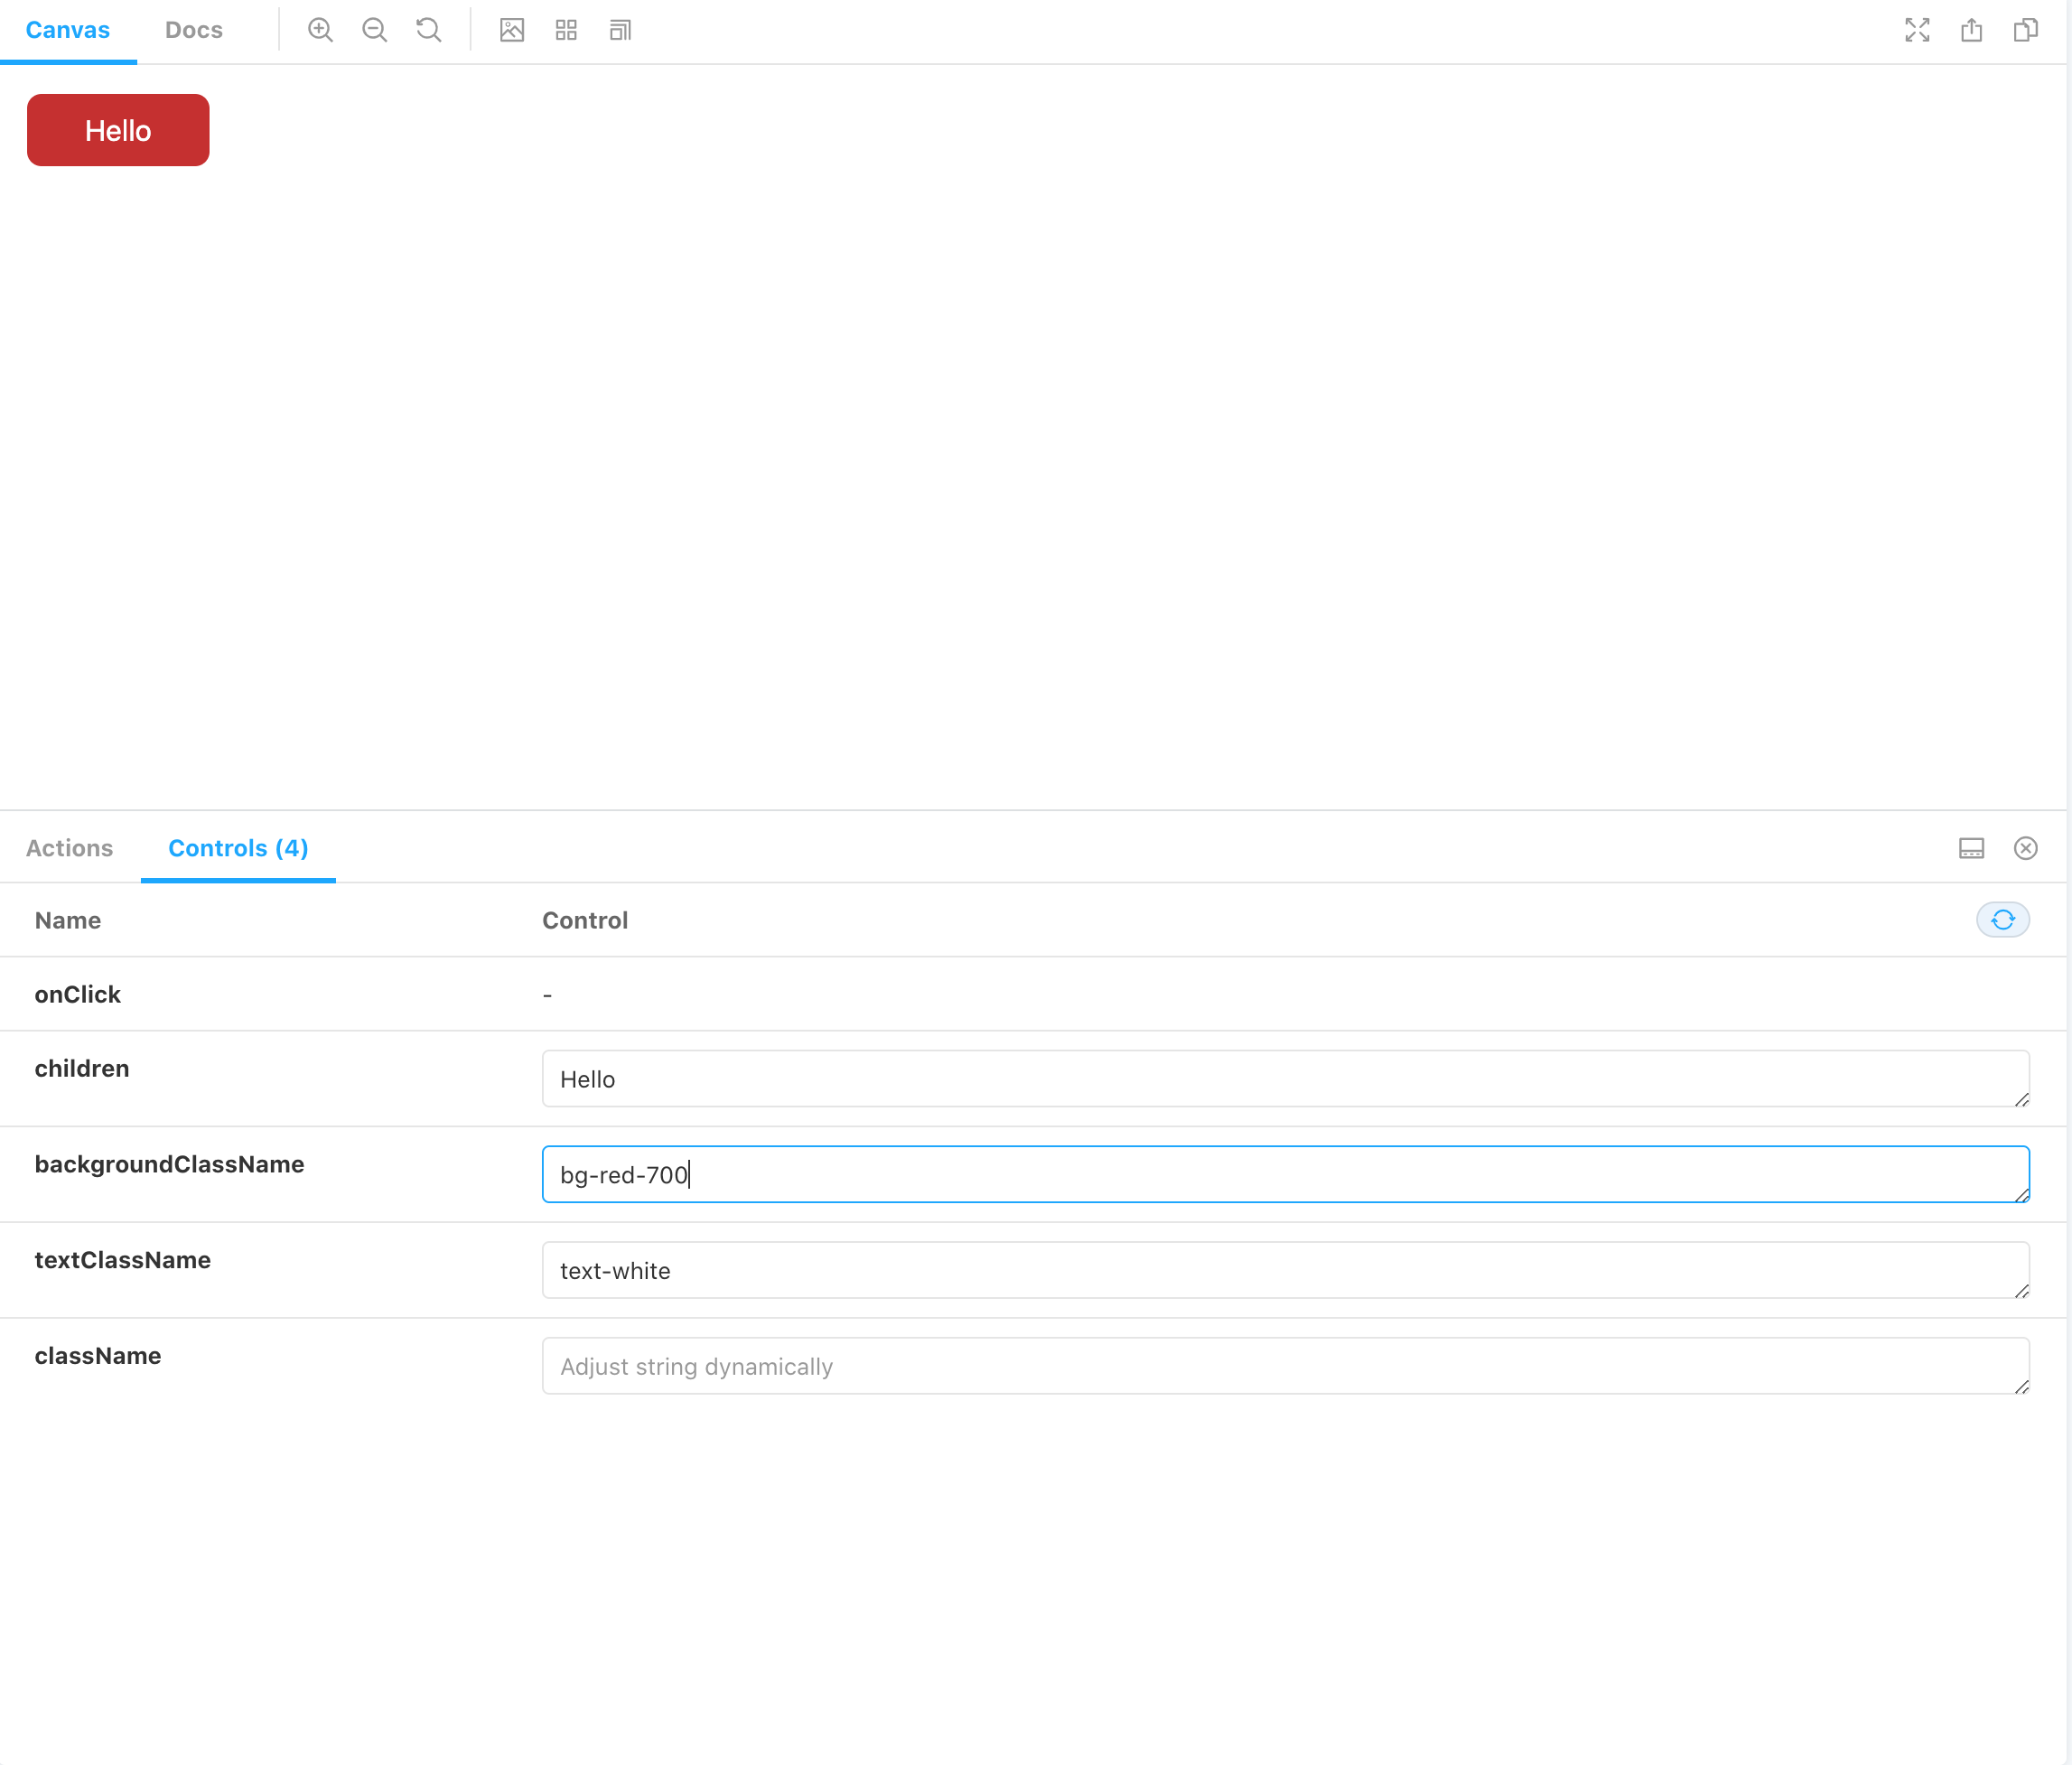 Canvas Docs
Hello
Actions Controls (4)
Name Control
onClick -
children Hello
backgroundClassName bg-red-700
textClassName text-white
className Adjust string dynamically